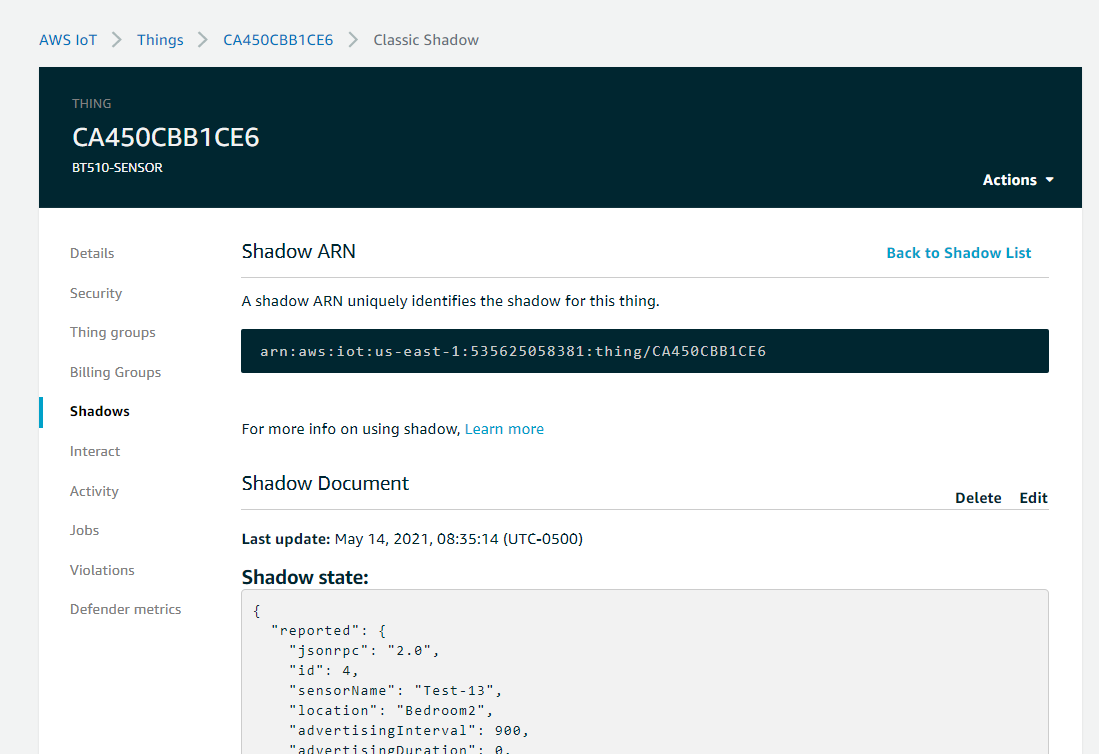 AWS IoT > Things > CA450CBB1CE6 > Classic Shadow
THING
CA450CBB1CE6
BT510-SENSOR
Actions
Details
Security
Thing groups
Billing Groups
Shadows
Interact
Activity
Jobs
Violations
Defender metrics
Shadow ARN
Back to Shadow List
A shadow ARN uniquely identifies the shadow for this thing.
arn:aws:iot:us-east-1:535625058381:thing/CA450CBB1CE6
For more info on using shadow, Learn more
Shadow Document
Delete Edit
Last update: May 14, 2021, 08:35:14 (UTC-0500)
Shadow state:
{
"reported": {
"jsonrpc": "2.0",
"id": 4,
"sensorName": "Test-13",
"location": "Bedroom2",
"advertisingInterval": 900,
"advertisingDuration": 0,